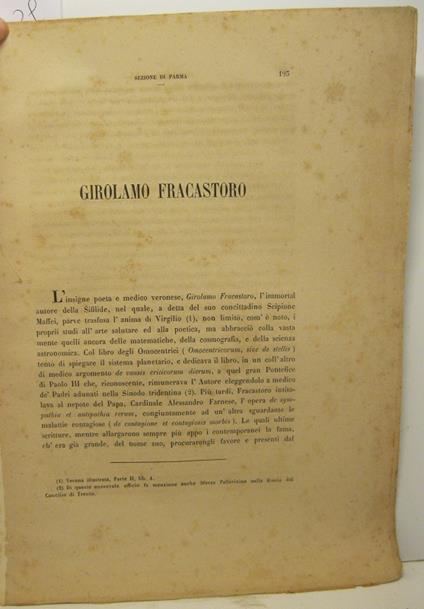 28
SEZIONE DI PARMA
195
GIROLAMO FRACASTORO
L'insigne poeta e medico veronese, Girolamo Fracastoro, l'immortal
autore della Sifilide, nel quale, a detta del suo concittadino Scipione
Maffei, parve trasfusa l'anima di Virgilio (1), non limitò, com'è noto, i
proprii studi all'arte salutare ed alla poetica, ma abbracciò colla vasta
mente quelli ancora delle matematiche, della cosmografia, e della scienza
astronomica. Col libro degli Omocentrici (Omocentricorum, sive de stellis)
tentò di spiegare il sistema planetario, e dedicava il libro, in un coll'altro
di medico argomento de causis criticorum dierum, a quel gran Pontefice
di Paolo III che, riconoscente, rimunerava l'Autore eleggendolo a medico
de' Padri adunati nella Sinodo tridentina (2). Più tardi, Fracastoro intito-
lava al nepote del Papa, Cardinale Alessandro Farnese, l'opera de sym-
pathia et antipathia rerum, congiuntamente ad un'altra sguardante le
malattie contagiose (de contagione et contagiosis morbis). Le quali ultime
scritture, mentre allargarono sempre più appo i contemporanei la fama,
ch'era già grande, del nome suo, procurarongli favore e presenti dal
(1) Verona illustrata, Parte II, lib. 4.
(2) Di questo onorevole officio fa menzione anche Sforza Pallavicino nella Storia del
Concilio di Trento.